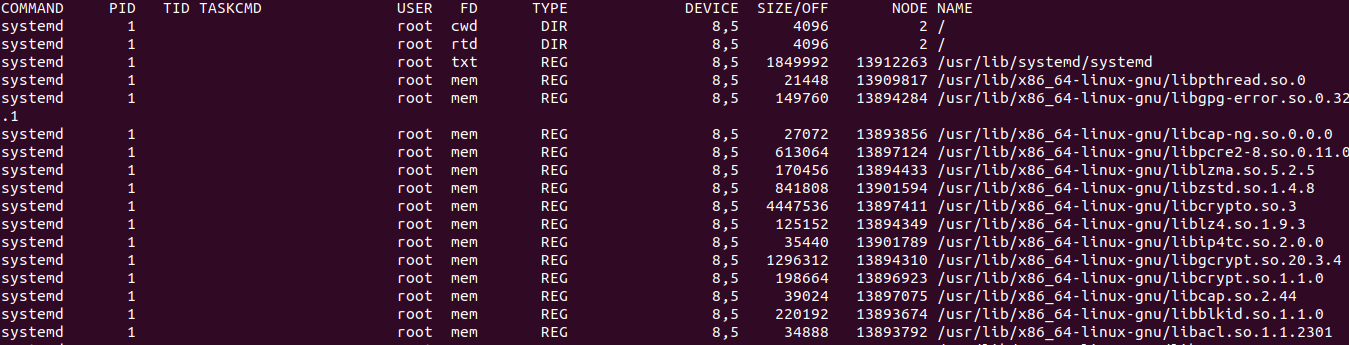 COMMAND PID TID TASKCMD USER FD TYPE DEVICE SIZE/OFF NODE NAME
systemd 1 root cwd DIR 8,5 4096 2 /
systemd 1 root rtd DIR 8,5 4096 2 /
systemd 1 root txt REG 8,5 1849992 13912263 /usr/lib/systemd/systemd
systemd 1 root mem REG 8,5 21448 13909817 /usr/lib/x86_64-linux-gnu/libpthread.so.0
systemd 1 root mem REG 8,5 149760 13894284 /usr/lib/x86_64-linux-gnu/libgpg-error.so.0.32
.1
systemd 1 root mem REG 8,5 27072 13893856 /usr/lib/x86_64-linux-gnu/libcap-ng.so.0.0.0
systemd 1 root mem REG 8,5 613064 13897124 /usr/lib/x86_64-linux-gnu/libpcre2-8.so.0.11.0
systemd 1 root mem REG 8,5 170456 13894433 /usr/lib/x86_64-linux-gnu/liblzma.so.5.2.5
systemd 1 root mem REG 8,5 841808 13901594 /usr/lib/x86_64-linux-gnu/libzstd.so.1.4.8
systemd 1 root mem REG 8,5 4447536 13897411 /usr/lib/x86_64-linux-gnu/libcrypto.so.3
systemd 1 root mem REG 8,5 125152 13894349 /usr/lib/x86_64-linux-gnu/liblz4.so.1.9.3
systemd 1 root mem REG 8,5 35440 13901789 /usr/lib/x86_64-linux-gnu/libip4tc.so.2.0.0
systemd 1 root mem REG 8,5 1296312 13894310 /usr/lib/x86_64-linux-gnu/libgcrypt.so.20.3.4
systemd 1 root mem REG 8,5 198664 13896923 /usr/lib/x86_64-linux-gnu/libcrypt.so.1.1.0
systemd 1 root mem REG 8,5 39024 13897075 /usr/lib/x86_64-linux-gnu/libcap.so.2.44
systemd 1 root mem REG 8,5 220192 13893674 /usr/lib/x86_64-linux-gnu/libblkid.so.1.1.0
systemd 1 root mem REG 8,5 34888 13893792 /usr/lib/x86_64-linux-gnu/libacl.so.1.1.2301